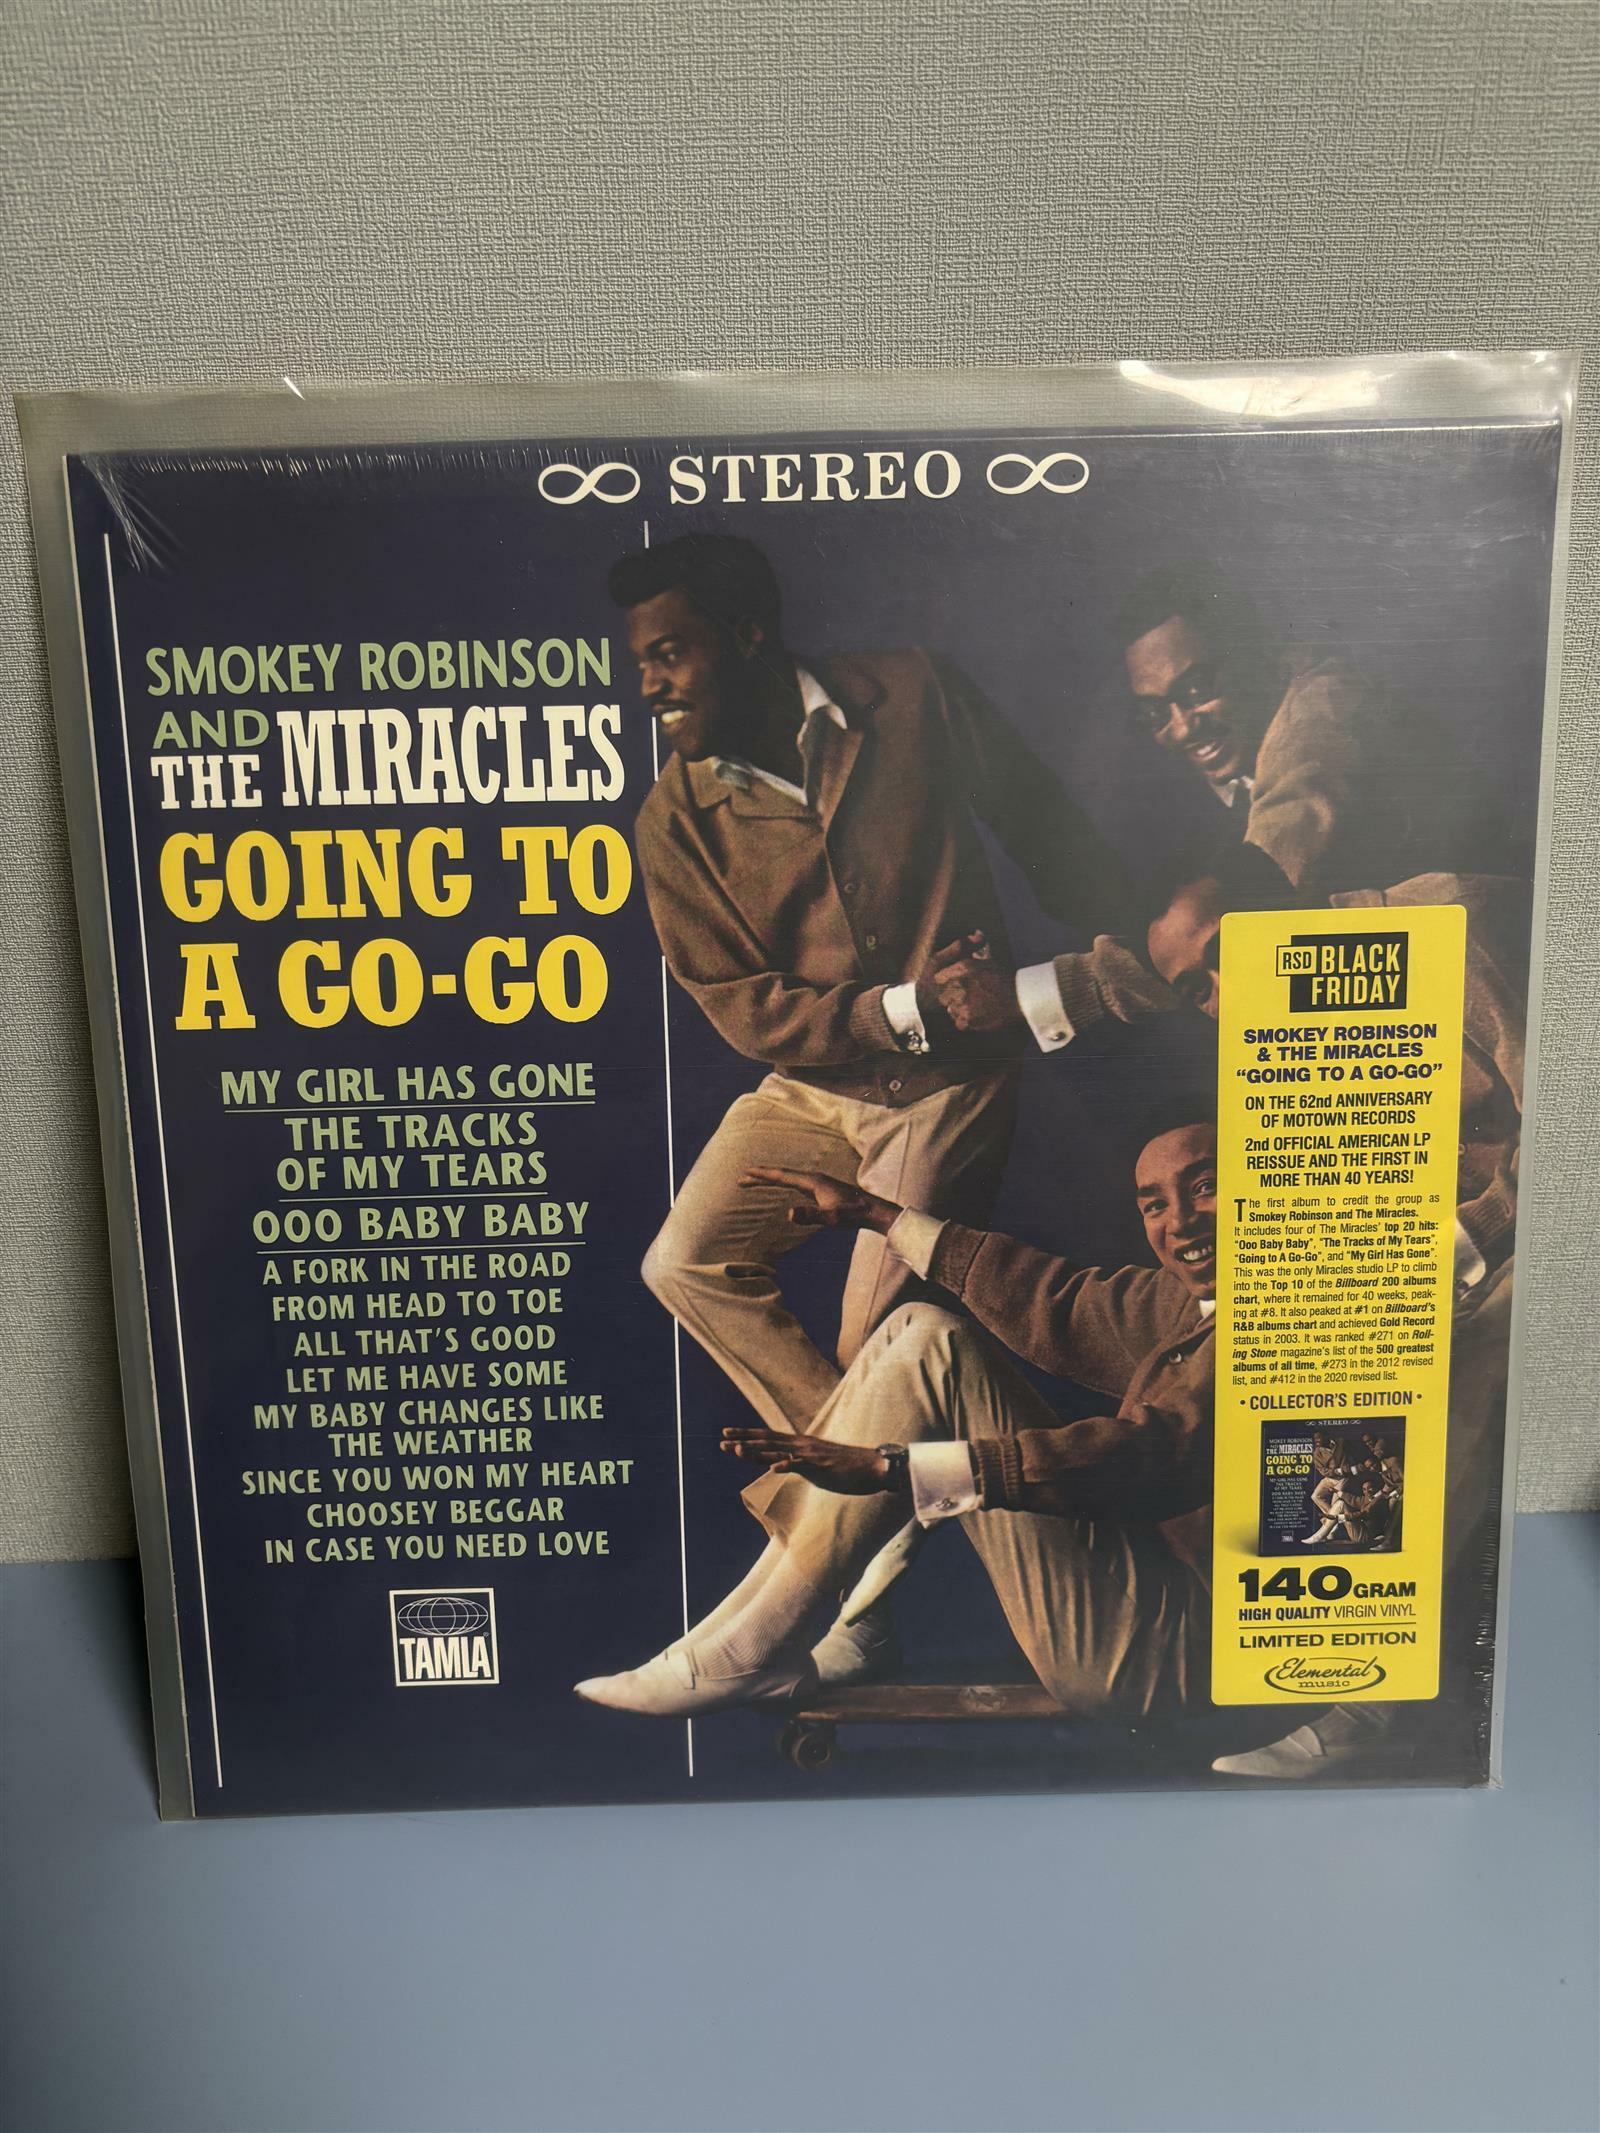 ∞ STEREO ∞
SMOKEY ROBINSON
AND
THE MIRACLES
GOING TO
A GO-GO
MY GIRL HAS GONE
THE TRACKS
OF MY TEARS
OOO BABY BABY
A FORK IN THE ROAD
FROM HEAD TO TOE
ALL THAT'S GOOD
LET ME HAVE SOME
MY BABY CHANGES LIKE
THE WEATHER
SINCE YOU WON MY HEART
CHOOSEY BEGGAR
IN CASE YOU NEED LOVE
TAMLA
RSD BLACK
FRIDAY
SMOKEY ROBINSON
& THE MIRACLES
"GOING TO A GO-GO"
ON THE 62nd ANNIVERSARY
OF MOTOWN RECORDS
2nd OFFICIAL AMERICAN LP
REISSUE AND THE FIRST IN
MORE THAN 40 YEARS!
The first album to credit the group as
Smokey Robinson and The Miracles.
It includes four of The Miracles' top 20 hits:
"Ooo Baby Baby", "The Tracks of My Tears",
"Going to A Go-Go", and "My Girl Has Gone".
This was the only Miracles studio LP to climb
into the Top 10 of the Billboard 200 albums
chart, where it remained for 40 weeks, peak-
ing at #8. It also peaked at #1 on Billboard's
R&B albums chart and achieved Gold Record
status in 2003. It was ranked #271 on Roll-
ing Stone magazine's list of the 500 greatest
albums of all time, #273 in the 2012 revised
list, and #412 in the 2020 revised list.
• COLLECTOR'S EDITION •
∞ STEREO ∞
THE MIRACLES
GOING TO
A GO-GO
140 GRAM
HIGH QUALITY VIRGIN VINYL
LIMITED EDITION
Elemental
music